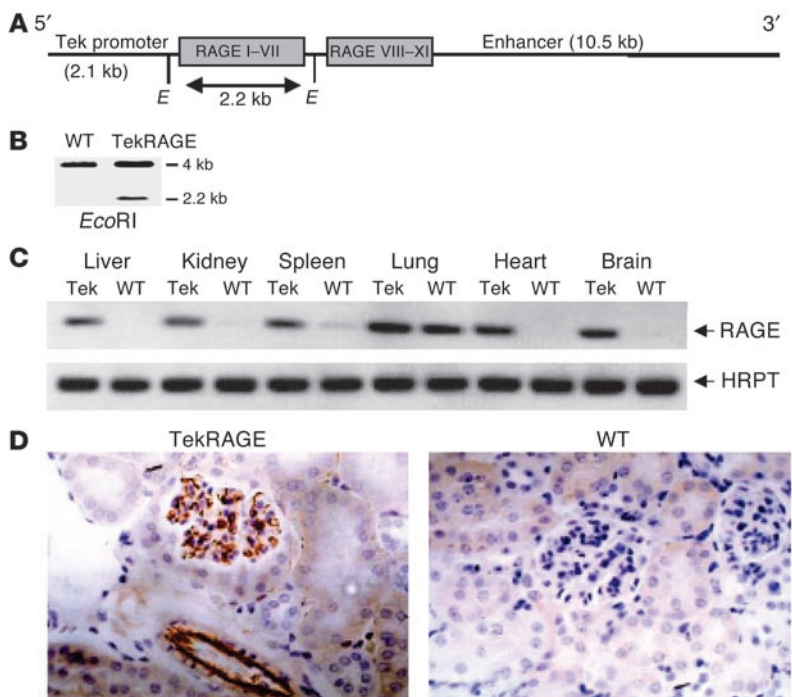 A 5′ 3′
Tek promoter RAGE I–VII RAGE VIII–XI Enhancer (10.5 kb)
(2.1 kb)
E 2.2 kb E
B
WT TekRAGE
4 kb
2.2 kb
EcoRI
C
Liver Kidney Spleen Lung Heart Brain
Tek WT Tek WT Tek WT Tek WT Tek WT Tek WT
RAGE
HRPT
D TekRAGE WT